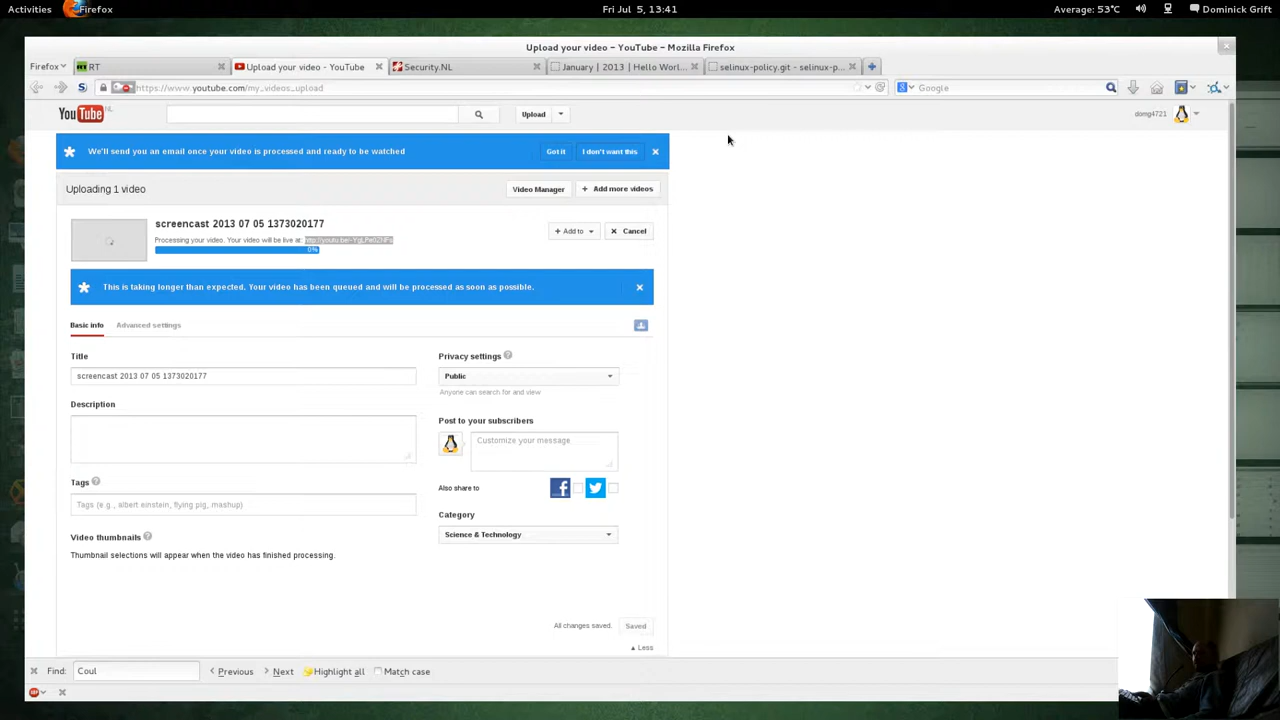 Activities Firefox Fri Jul 5, 13:41 Average: 53°C Dominick Grift
Upload your video – YouTube – Mozilla Firefox
Firefox RT Upload your video - YouTube Security.NL January | 2013 | Hello Worl... selinux-policy.git - selinux-p...
https://www.youtube.com/my_videos_upload Google
YouTube NL Upload domg4721
We'll send you an email once your video is processed and ready to be watched Got it I don't want this
Uploading 1 video Video Manager + Add more videos
screencast 2013 07 05 1373020177
+ Add to Cancel
Processing your video. Your video will be live at:
0%
This is taking longer than expected. Your video has been queued and will be processed as soon as possible.
Basic info Advanced settings
Title Privacy settings
screencast 2013 07 05 1373020177 Public
Anyone can search for and view
Description Post to your subscribers
Customize your message
Tags Also share to
Tags (e.g., albert einstein, flying pig, mashup)
Category
Video thumbnails Science & Technology
Thumbnail selections will appear when the video has finished processing.
All changes saved. Saved
Less
Find: Coul Previous Next Highlight all Match case